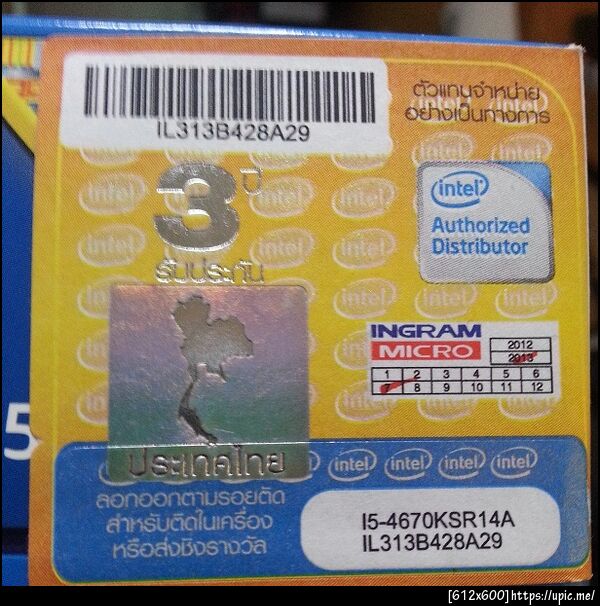 IL313B428A29
ตัวแทนจำหน่าย
อย่างเป็นทางการ
3 ปี
รับประกัน
intel
Authorized
Distributor
INGRAM
MICRO
2012
2013
1 2 3 4 5 6
7 8 9 10 11 12
ประเทศไทย
intel intel intel intel
ลอกออกตามรอยตัด
สำหรับติดในเครื่อง
หรือส่งชิงรางวัล
I5-4670KSR14A
IL313B428A29
5
[612x600]https://upic.me/